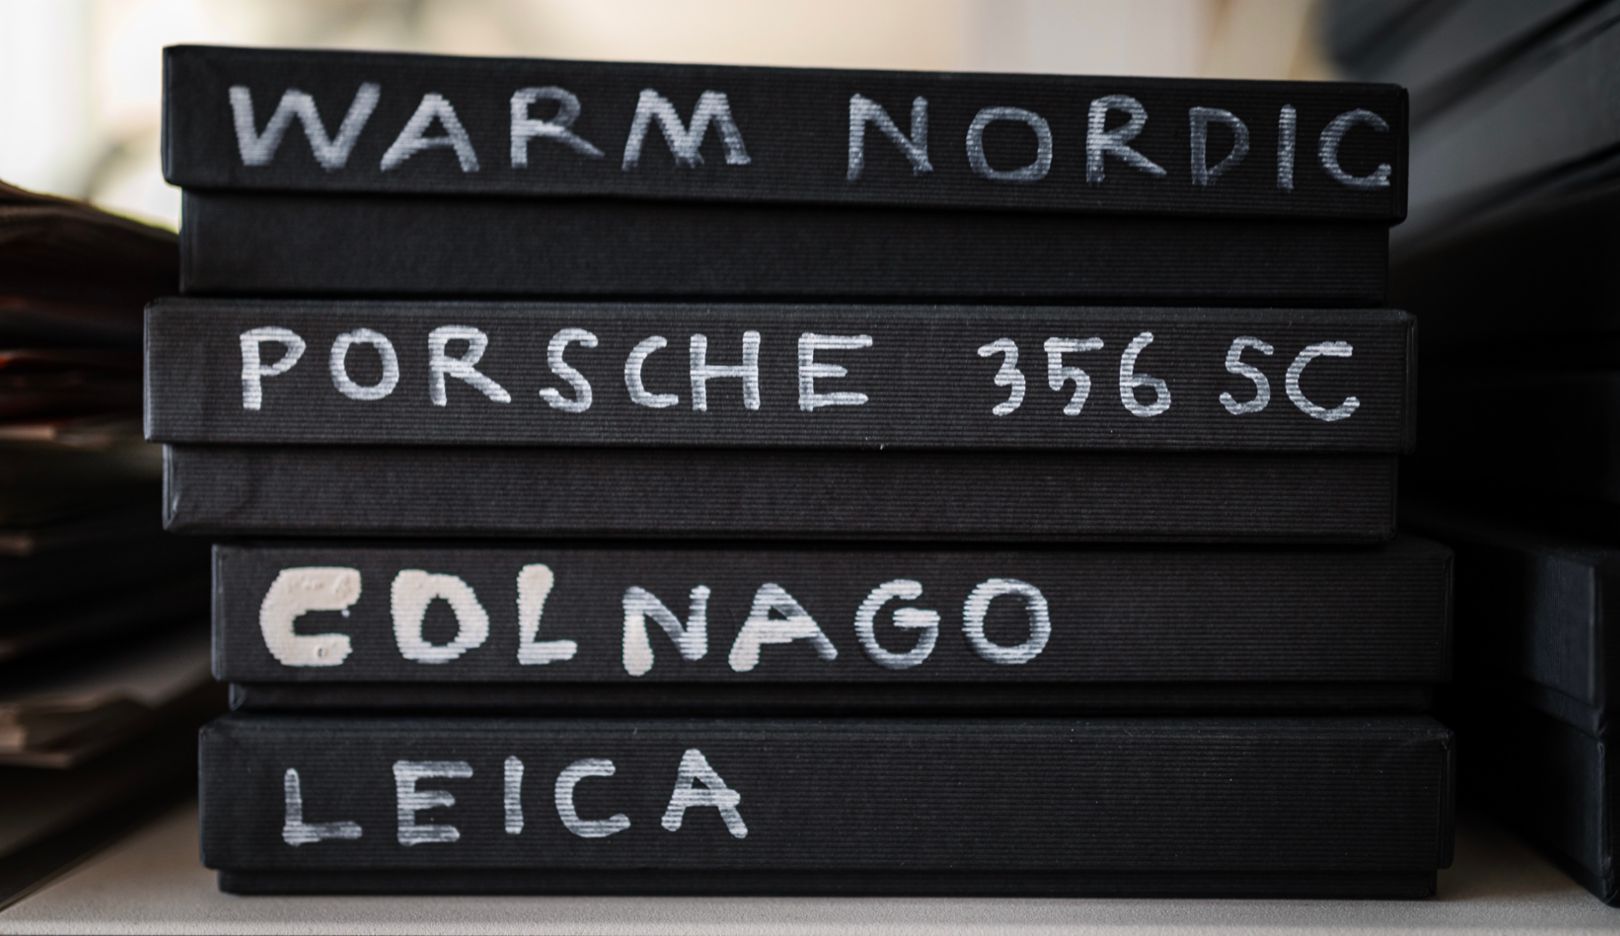 WARM NORDIC
PORSCHE 356 SC
COLNAGO
LEICA